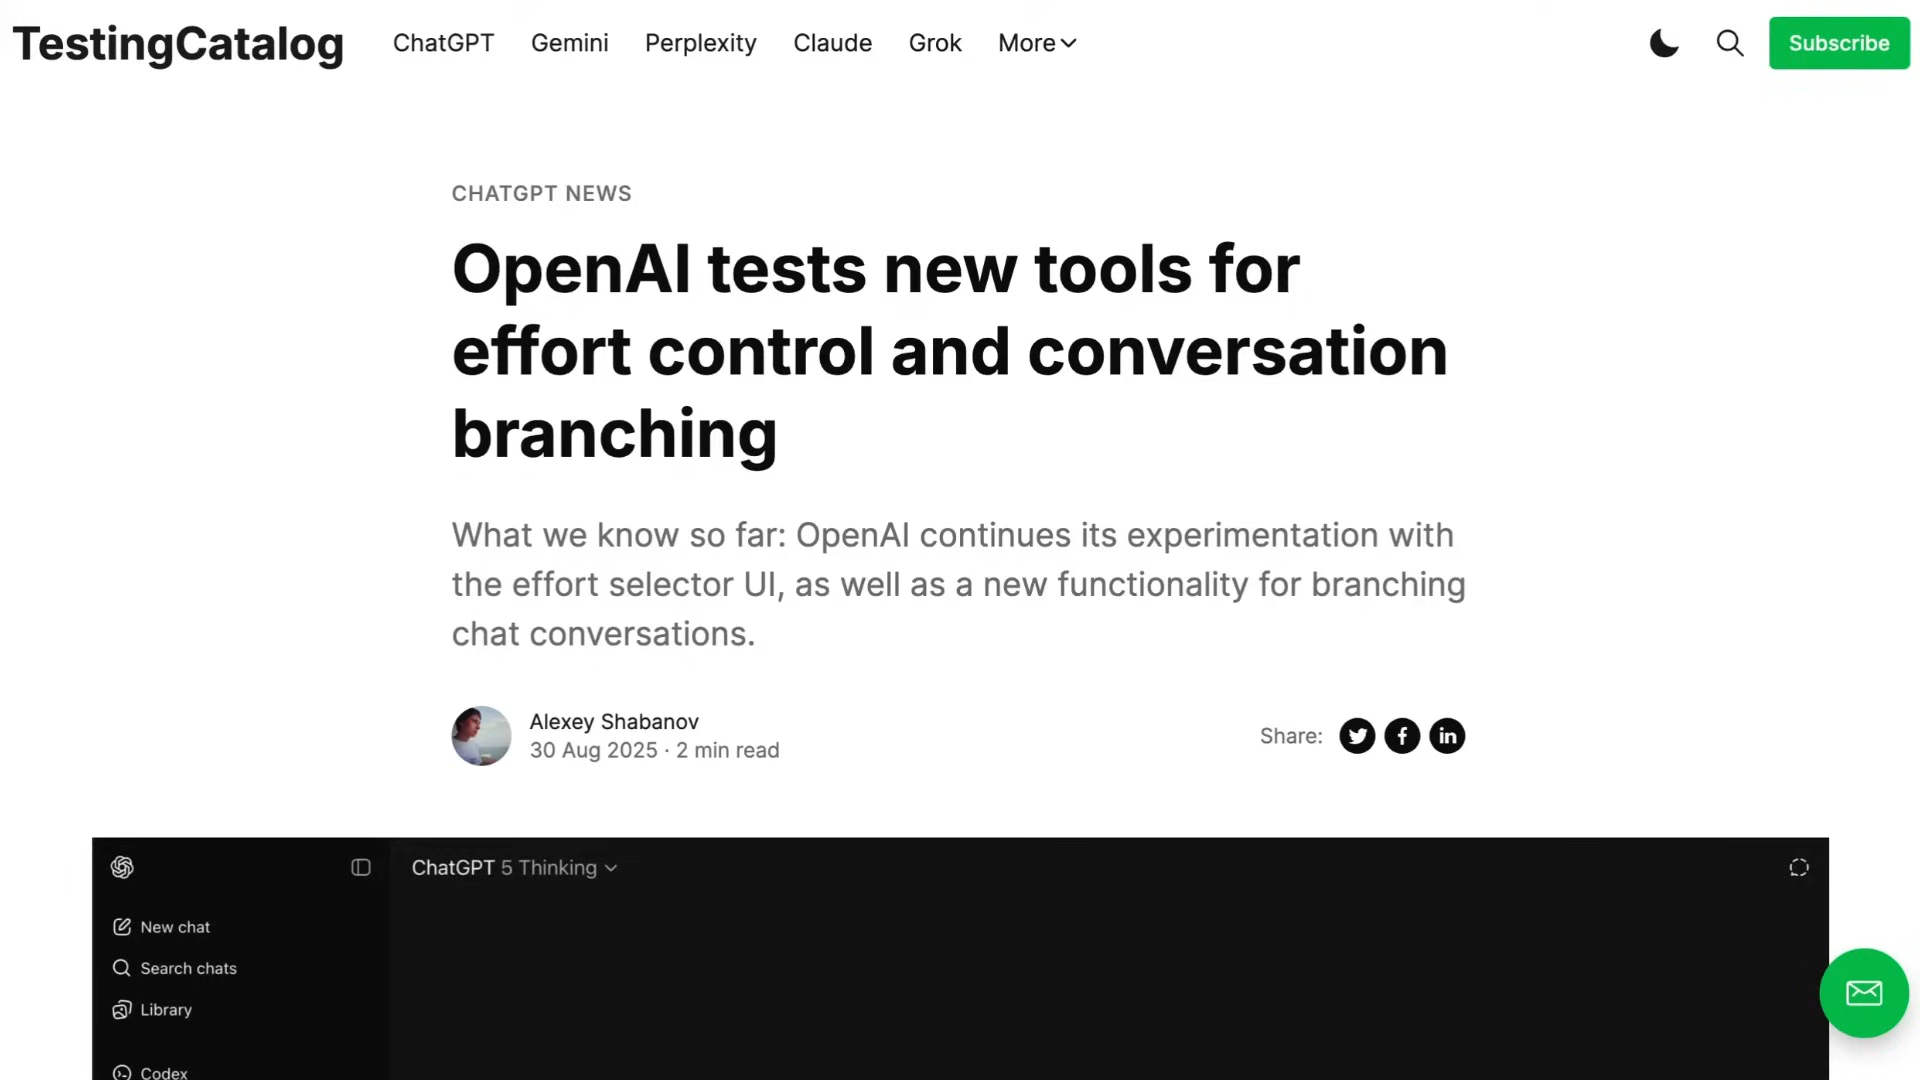 TestingCatalog ChatGPT Gemini Perplexity Claude Grok More Subscribe
CHATGPT NEWS
OpenAI tests new tools for
effort control and conversation
branching
What we know so far: OpenAI continues its experimentation with
the effort selector UI, as well as a new functionality for branching
chat conversations.
Alexey Shabanov
30 Aug 2025 · 2 min read
Share:
ChatGPT 5 Thinking
New chat
Search chats
Library
Codex